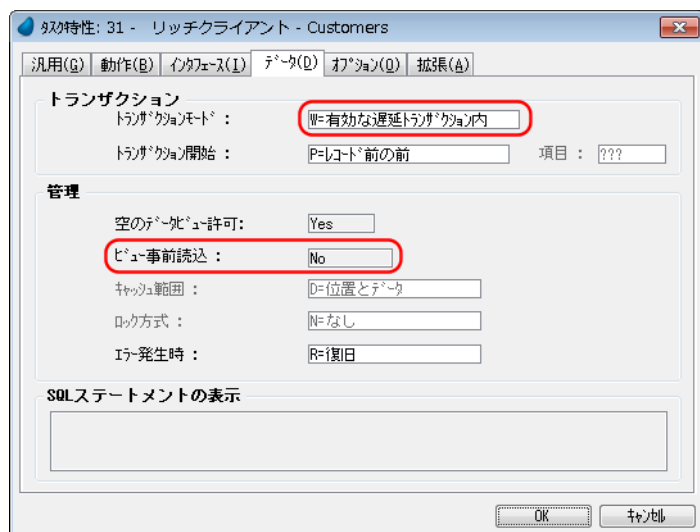 ﾀｽｸ特性: 31 -   リッチクライアント - Customers
汎用(G) 動作(B) ｲﾝﾀﾌｪｰｽ(I) ﾃﾞｰﾀ(D) ｵﾌﾟｼｮﾝ(O) 拡張(A)
トランザクション
ﾄﾗﾝｻﾞｸｼｮﾝﾓｰﾄﾞ : W=有効な遅延ﾄﾗﾝｻﾞｸｼｮﾝ内
ﾄﾗﾝｻﾞｸｼｮﾝ開始 : P=ﾚｺｰﾄﾞ前の前 項目 : ???
管理
空のﾃﾞｰﾀﾋﾞｭｰ許可: Yes
ﾋﾞｭｰ事前読込 : No
ｷｬｯｼｭ範囲 : D=位置とﾃﾞｰﾀ
ﾛｯｸ方式 : N=なし
ｴﾗｰ発生時 : R=復旧
SQLステートメントの表示
OK ｷｬﾝｾﾙ